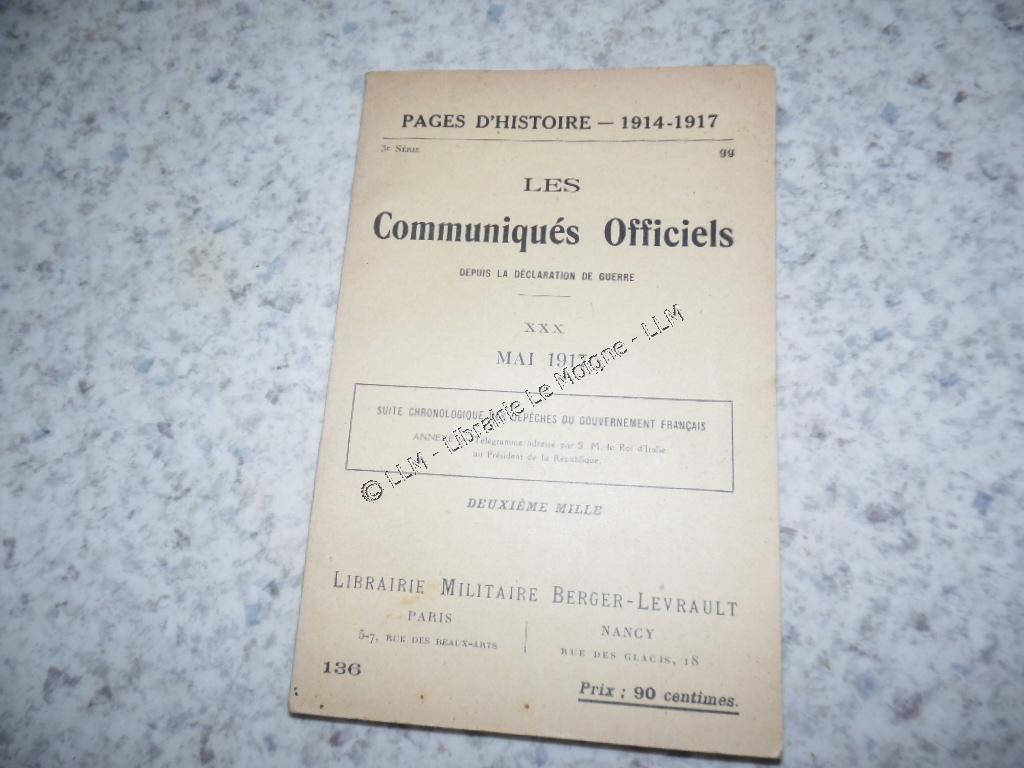 PAGES D'HISTOIRE — 1914-1917
3e SÉRIE gg
LES
Communiqués Officiels
DEPUIS LA DÉCLARATION DE GUERRE
XXX
MAI 1917
SUITE CHRONOLOGIQUE DÉPÊCHES DU GOUVERNEMENT FRANÇAIS
Télégramme adressé par S. M. le Roi d'Italie
au Président de la République.
© LLM - Librairie Le Moigne - LLM
DEUXIÈME MILLE
LIBRAIRIE MILITAIRE BERGER-LEVRAULT
PARIS
5-7, RUE DES BEAUX-ARTS
NANCY
RUE DES GLACIS, 18
136
Prix : 90 centimes.